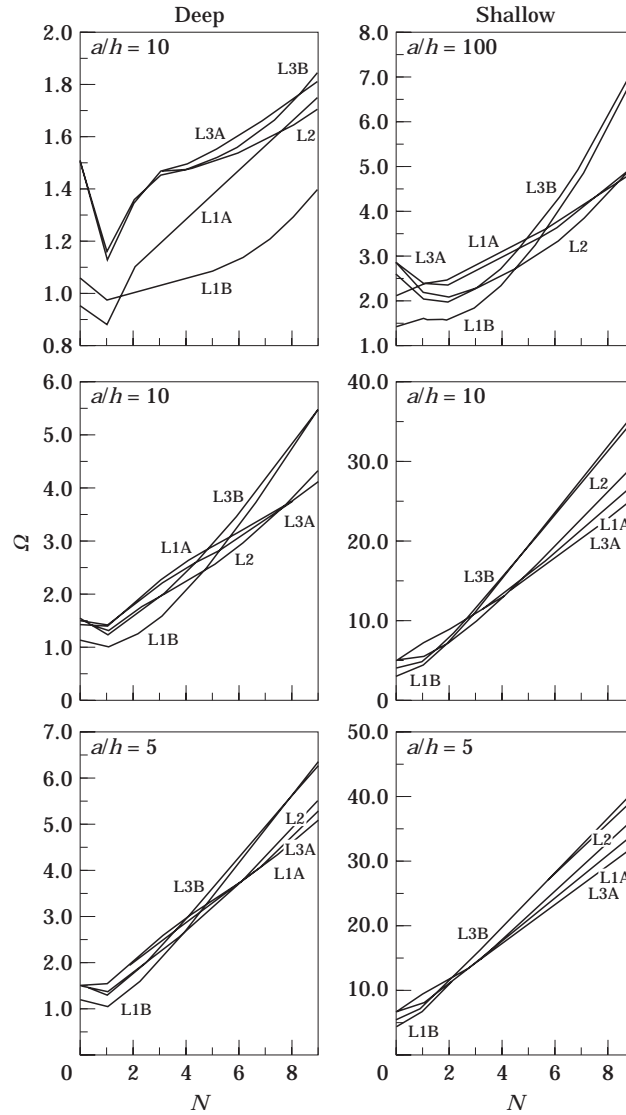 Deep
Shallow
a/h = 10
2.0
1.8
1.6
1.4
1.2
1.0
0.8
L3B
L3A
L2
L1A
L1B
a/h = 100
8.0
7.0
6.0
5.0
4.0
3.0
2.0
1.0
L3B
L1A
L3A
L2
L1B
a/h = 10
6.0
5.0
4.0
3.0
2.0
1.0
0
Ω
L3B
L3A
L1A
L2
L1B
a/h = 10
40.0
30.0
20.0
10.0
0
L2
L1A
L3A
L3B
L1B
a/h = 5
7.0
6.0
5.0
4.0
3.0
2.0
1.0
L2
L3A
L1A
L3B
L1B
0 2 4 6 8
N
a/h = 5
50.0
40.0
30.0
20.0
10.0
L2
L1A
L3A
L3B
L1B
0 2 4 6 8
N